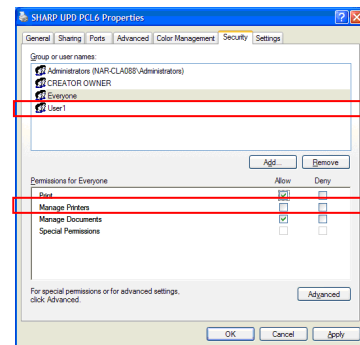 SHARP UPD PCL6 Properties
General Sharing Ports Advanced Color Management Security Settings
Group or user names:
Administrators (NAR-CLA088\Administrators)
CREATOR OWNER
Everyone
User1
Add... Remove
Permissions for Everyone Allow Deny
Print
Manage Printers
Manage Documents
Special Permissions
For special permissions or for advanced settings,
click Advanced.
Advanced
OK Cancel Apply